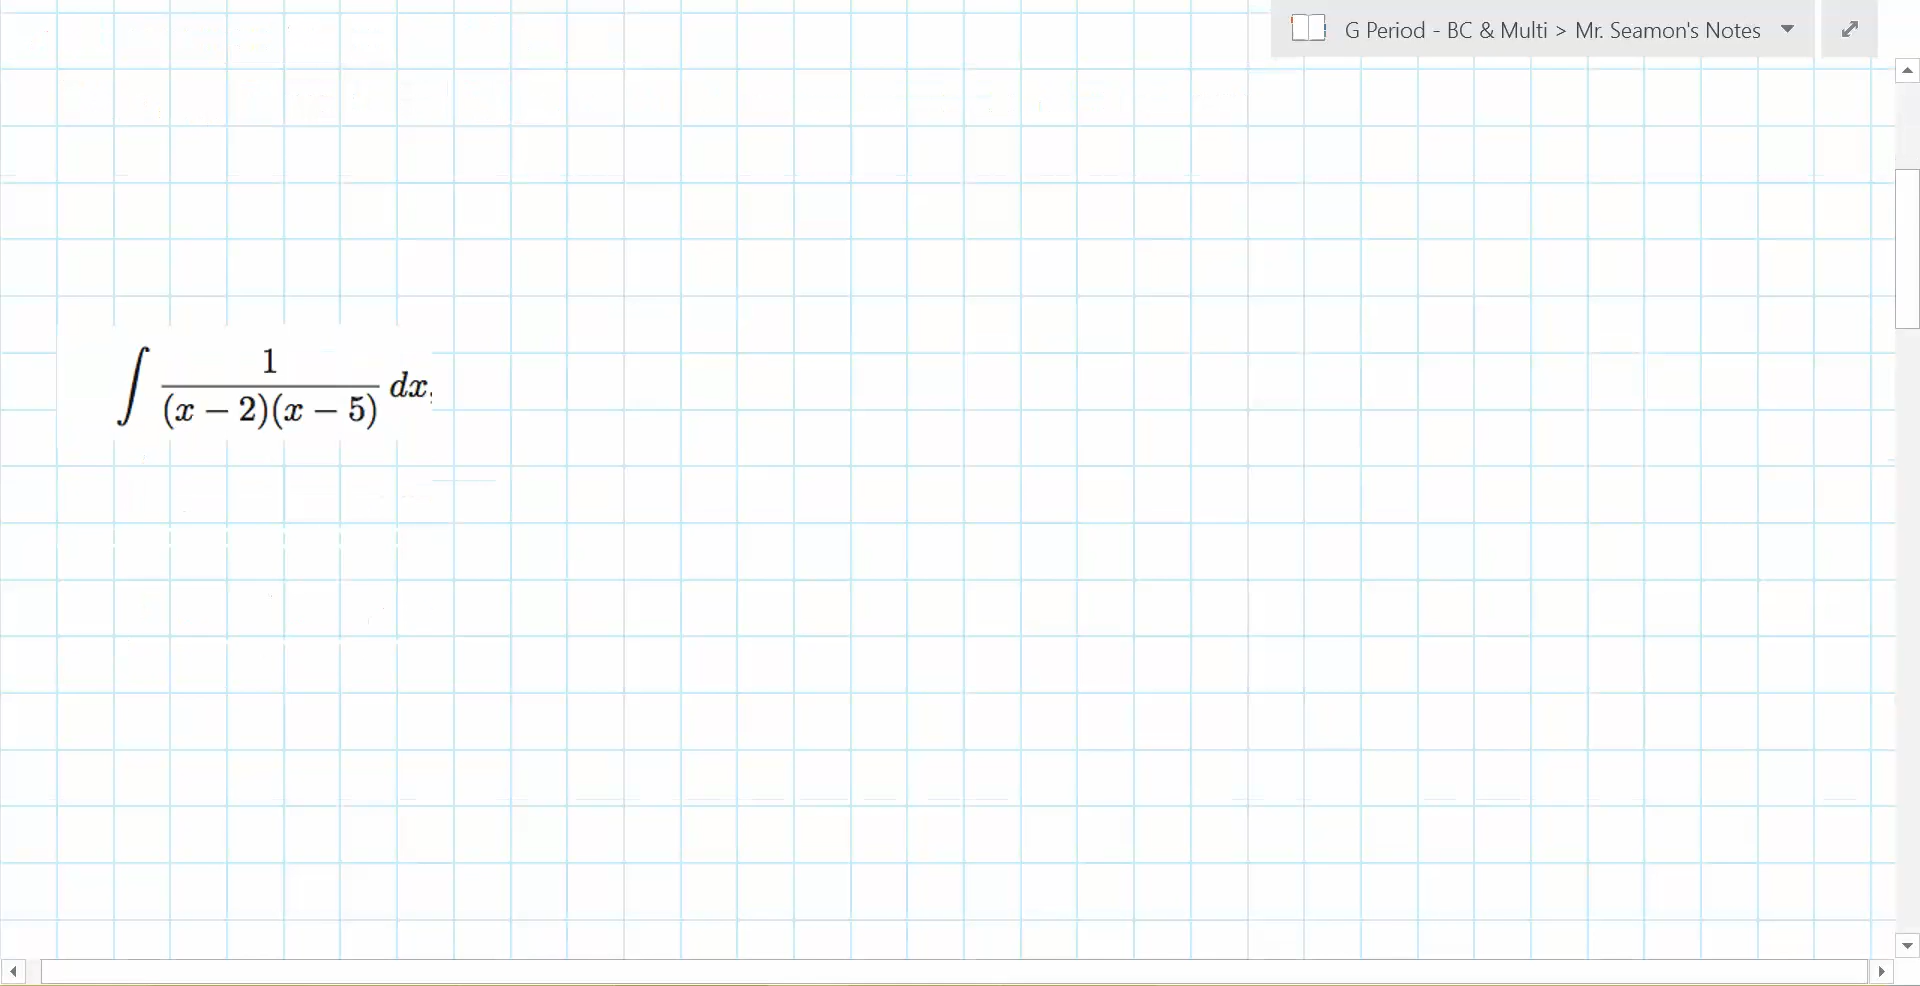 G Period - BC & Multi > Mr. Seamon's Notes
∫ 1/((x − 2)(x − 5)) dx,